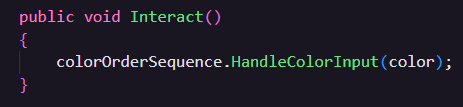 public void Interact()
{
    colorOrderSequence.HandleColorInput(color);
}